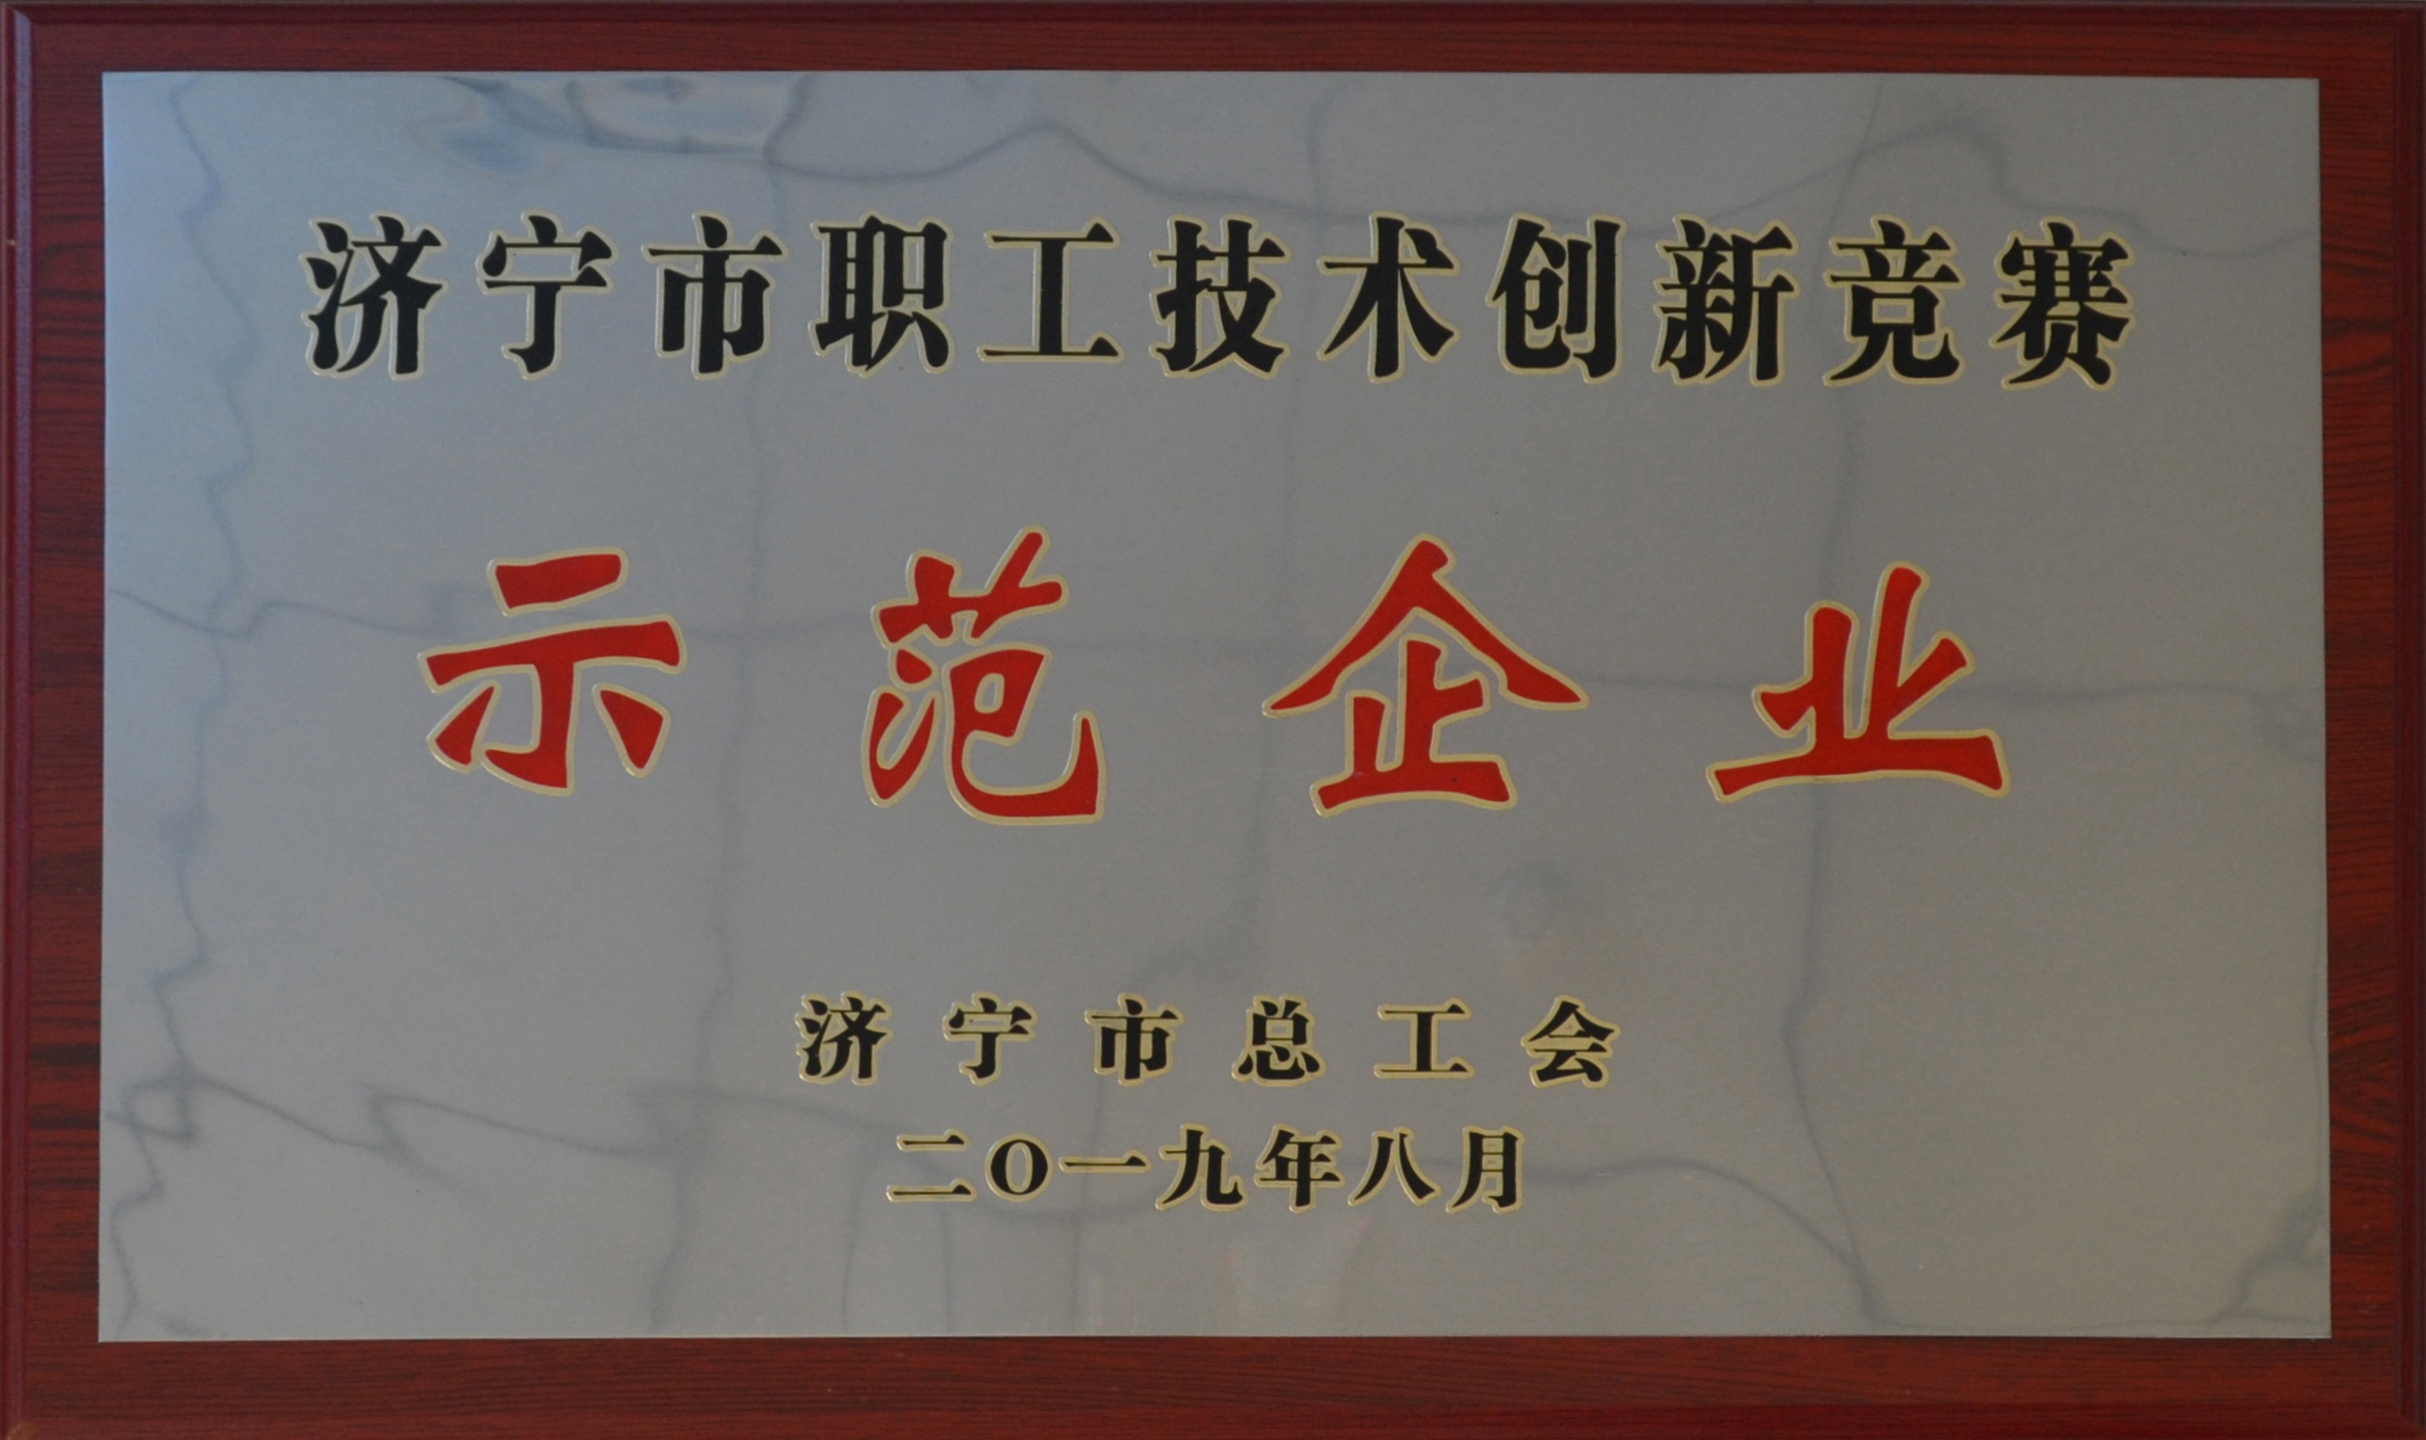 济宁市职工技术创新竞赛
示范企业
济宁市总工会
二〇一九年八月